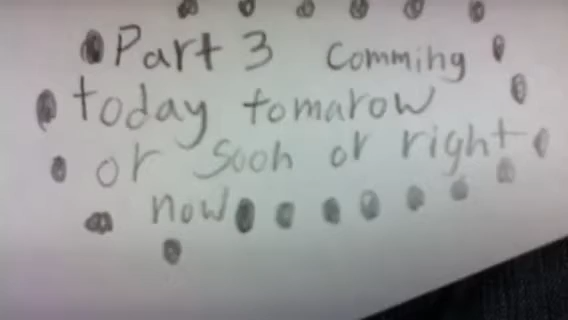 Part 3 comming
today tomarow
or sooh or right
now